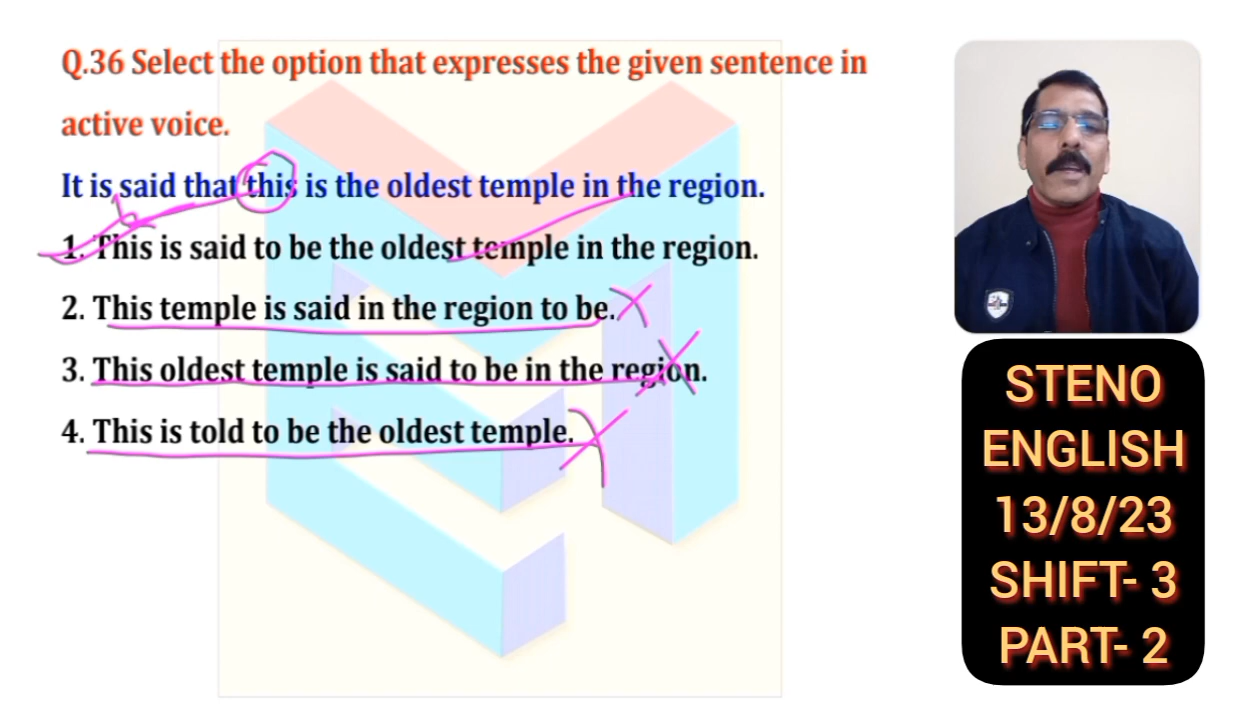 Q.36 Select the option that expresses the given sentence in
active voice.
It is said that this is the oldest temple in the region.
1. This is said to be the oldest temple in the region.
2. This temple is said in the region to be.
3. This oldest temple is said to be in the region.
4. This is told to be the oldest temple.
STENO
ENGLISH
13/8/23
SHIFT- 3
PART- 2